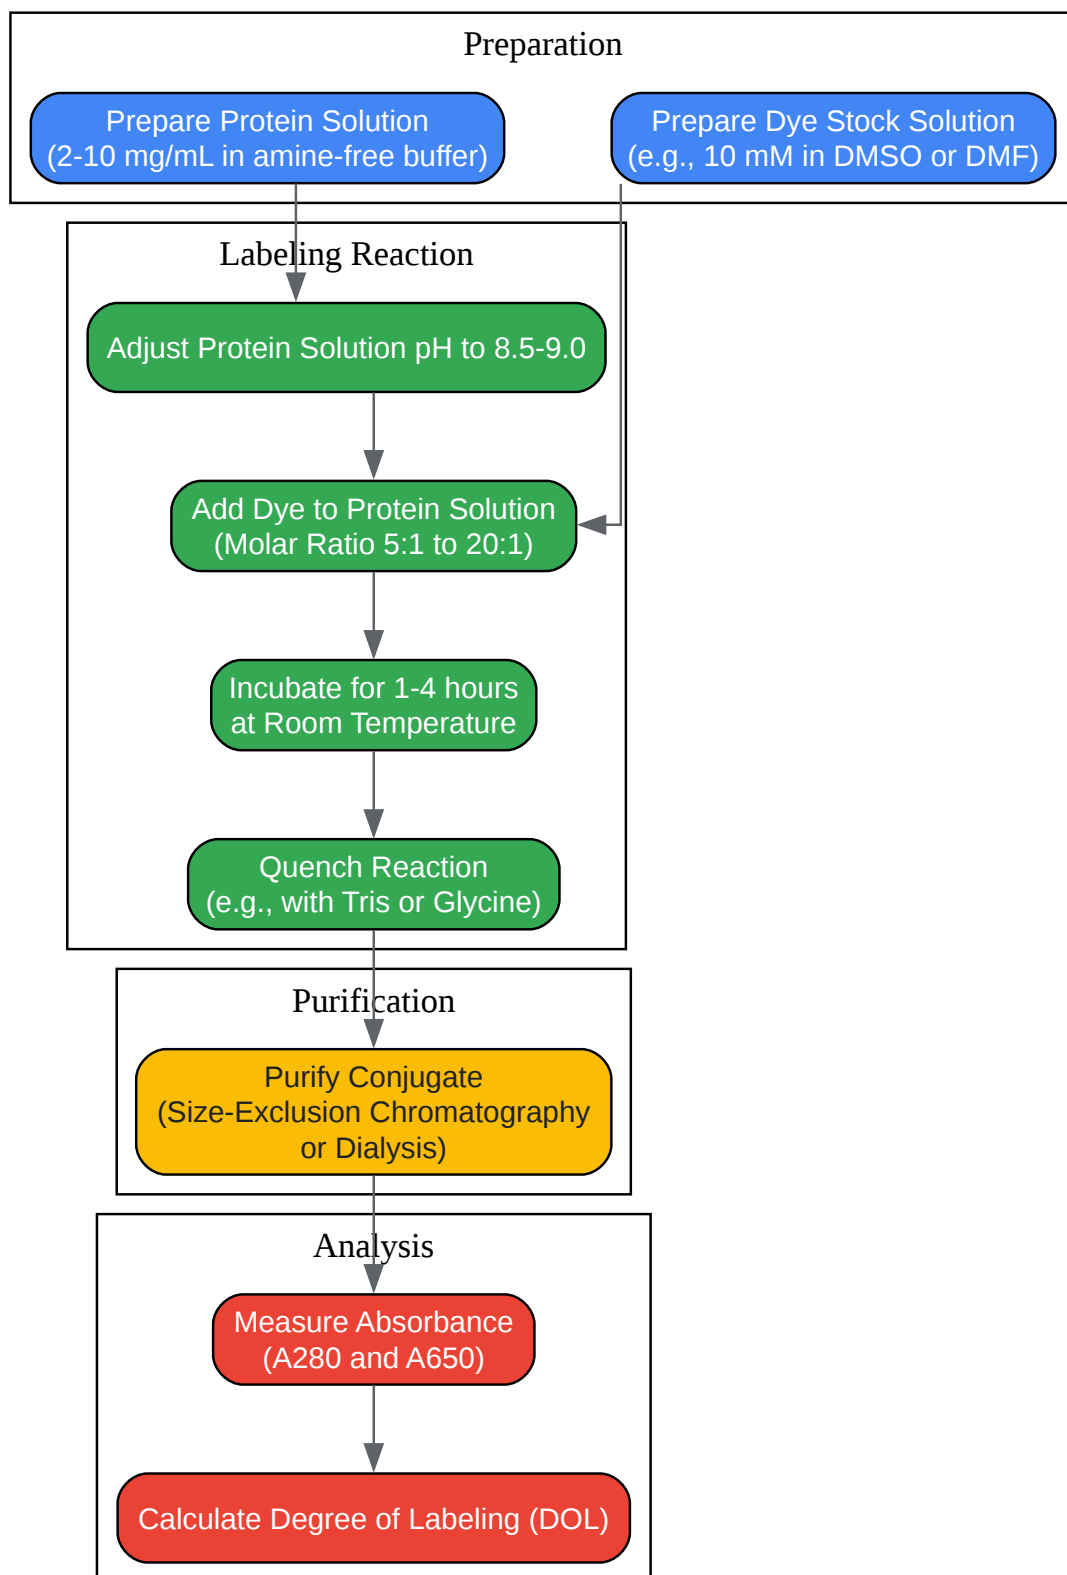 Preparation
Prepare Protein Solution
(2-10 mg/mL in amine-free buffer)
Prepare Dye Stock Solution
(e.g., 10 mM in DMSO or DMF)
Labeling Reaction
Adjust Protein Solution pH to 8.5-9.0
Add Dye to Protein Solution
(Molar Ratio 5:1 to 20:1)
Incubate for 1-4 hours
at Room Temperature
Quench Reaction
(e.g., with Tris or Glycine)
Purification
Purify Conjugate
(Size-Exclusion Chromatography
or Dialysis)
Analysis
Measure Absorbance
(A280 and A650)
Calculate Degree of Labeling (DOL)